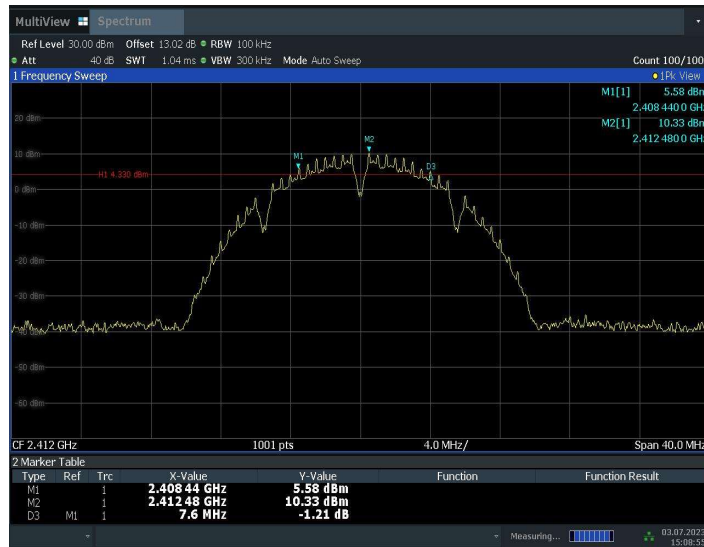 MultiView Spectrum
Ref Level 30.00 dBm Offset 13.02 dB RBW 100 kHz
Att 40 dB SWT 1.04 ms VBW 300 kHz Mode Auto Sweep Count 100/100
1 Frequency Sweep 1Pk View
M1[1] 5.58 dBm
2.408 440 0 GHz
M2[1] 10.33 dBm
2.412 480 0 GHz
20 dBm
M2
10 dBm
M1
D3
H1 4.330 dBm
0 dBm
-10 dBm
-20 dBm
-30 dBm
-40 dBm
-50 dBm
-60 dBm
CF 2.412 GHz 1001 pts 4.0 MHz/ Span 40.0 MHz
2 Marker Table
Type Ref Trc X-Value Y-Value Function Function Result
M1 1 2.408 44 GHz 5.58 dBm
M2 1 2.412 48 GHz 10.33 dBm
D3 M1 1 7.6 MHz -1.21 dB
Measuring... 03.07.2023
15:08:55